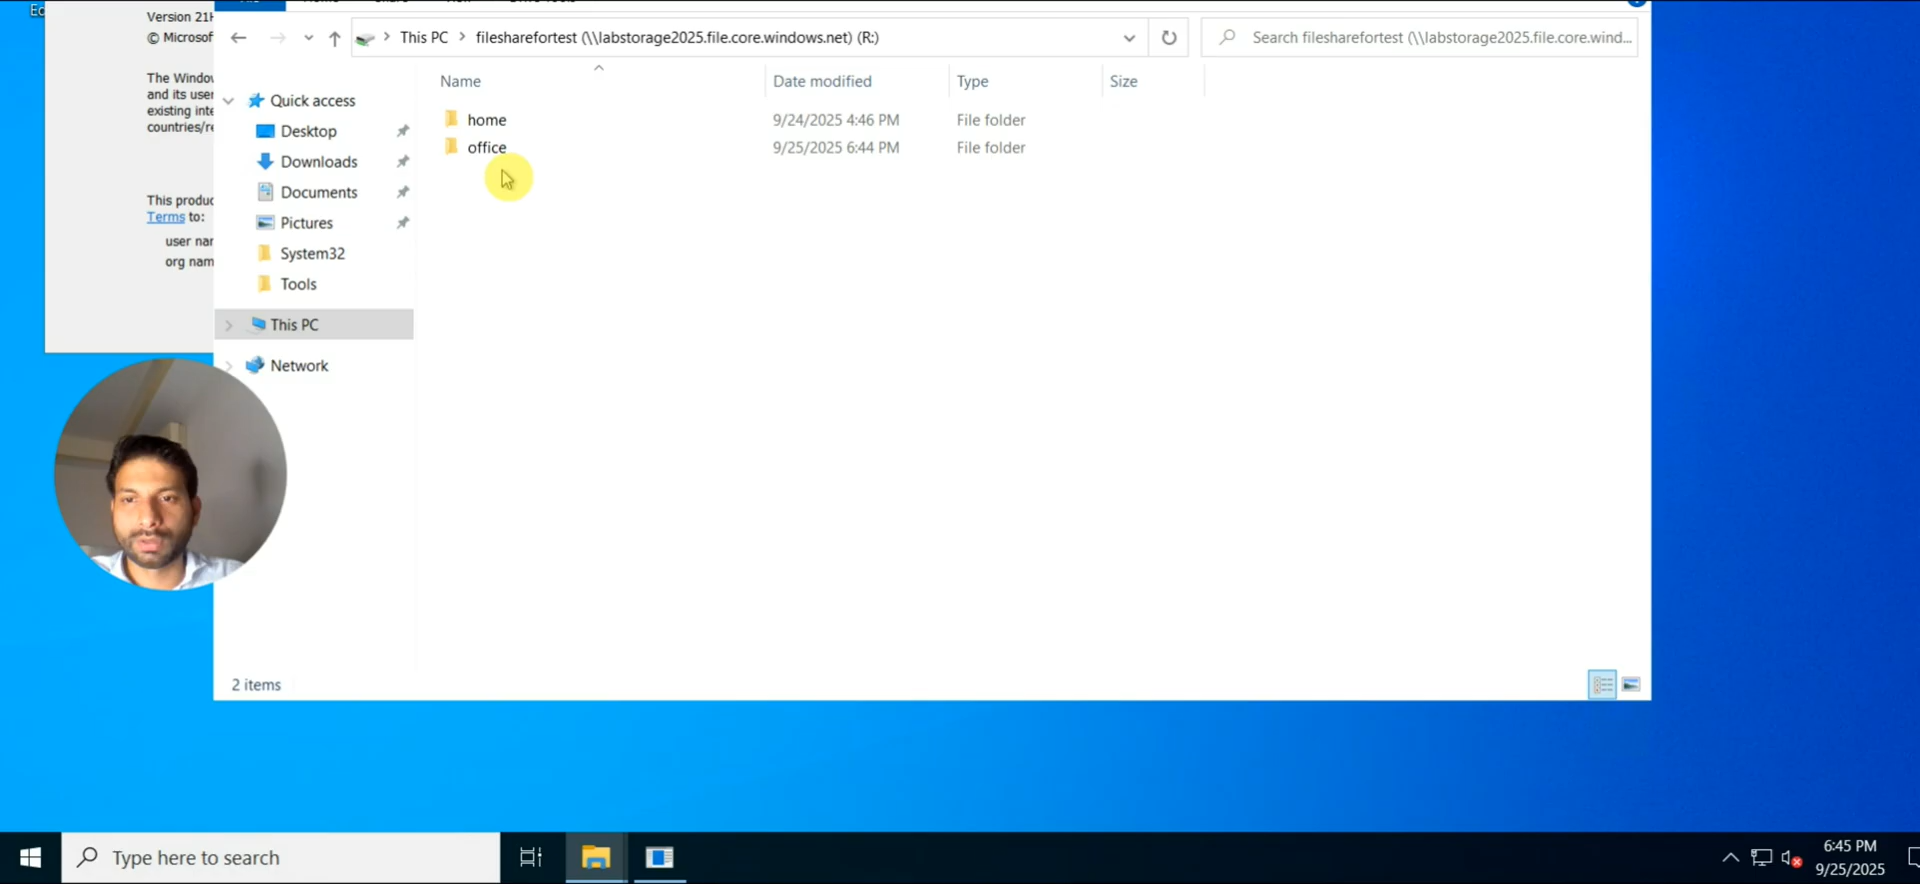 Version 21H
© Microsof
The Windov
and its user
existing inte
countries/re
This produc
Terms to:
user nar
org nam
This PC > filesharefortest (\\labstorage2025.file.core.windows.net) (R:)
Search filesharefortest (\\labstorage2025.file.core.wind...
Name
Date modified
Type
Size
Quick access
Desktop
Downloads
Documents
Pictures
System32
Tools
This PC
Network
home 9/24/2025 4:46 PM File folder
office 9/25/2025 6:44 PM File folder
2 items
Type here to search
6:45 PM
9/25/2025